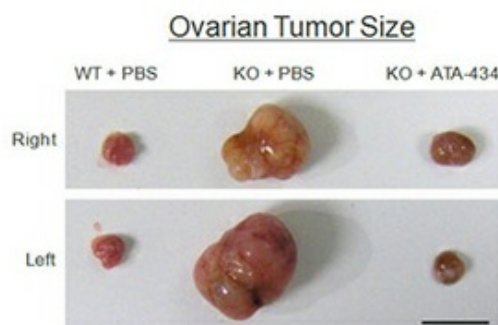 Ovarian Tumor Size
WT + PBS KO + PBS KO + ATA-434
Right
Left